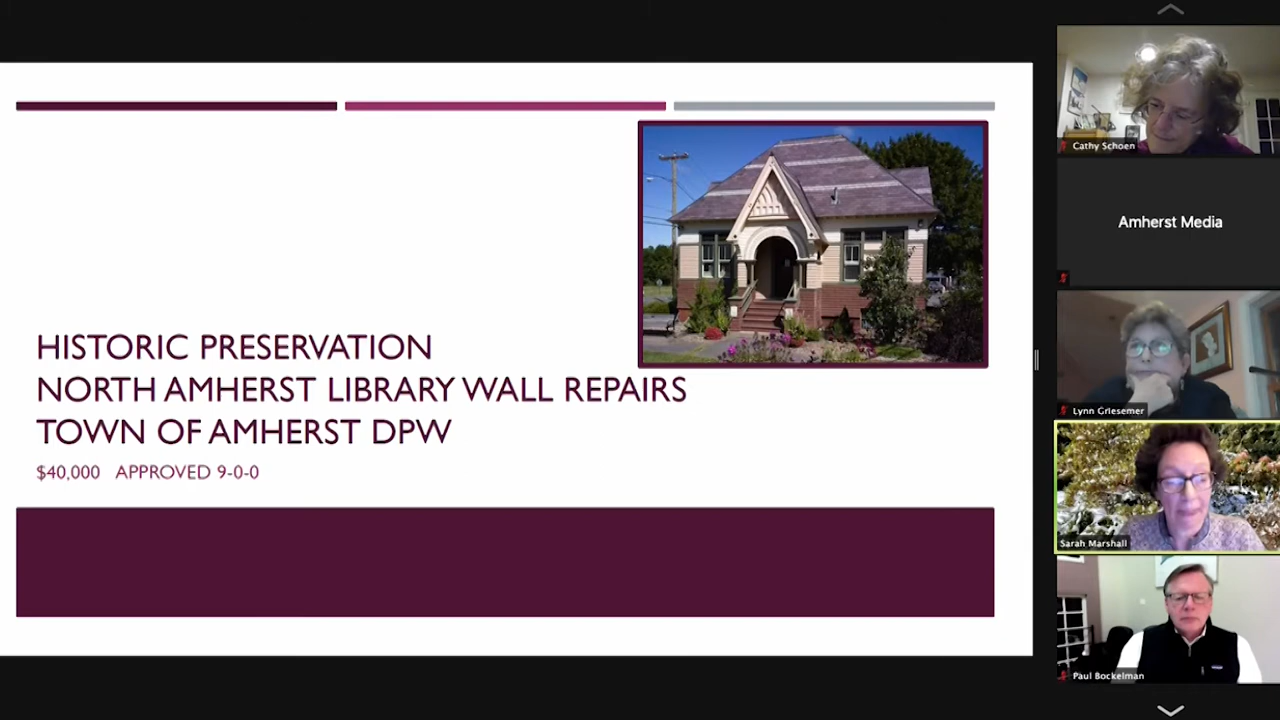 HISTORIC PRESERVATION
NORTH AMHERST LIBRARY WALL REPAIRS
TOWN OF AMHERST DPW
$40,000 APPROVED 9-0-0
Cathy Schoen
Amherst Media
Lynn Griesemer
Sarah Marshall
Paul Bockelman